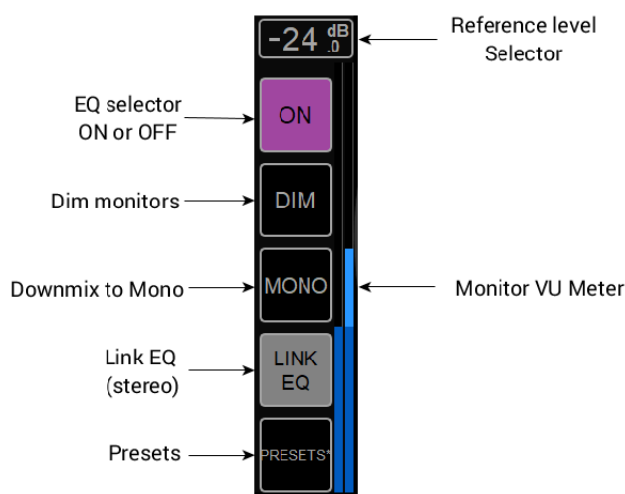 -24 dB
.0
Reference level
Selector
EQ selector
ON or OFF
ON
Dim monitors
DIM
Downmix to Mono
MONO
Monitor VU Meter
Link EQ
(stereo)
LINK
EQ
Presets
PRESETS*